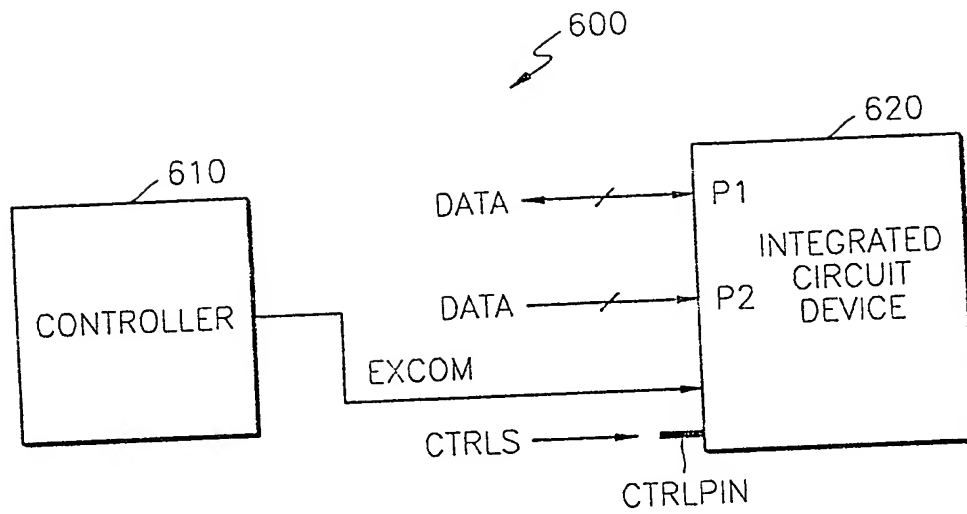 600
610
620
CONTROLLER
DATA
P1
INTEGRATED
CIRCUIT
DEVICE
DATA
P2
EXCOM
CTRLS
CTRLPIN